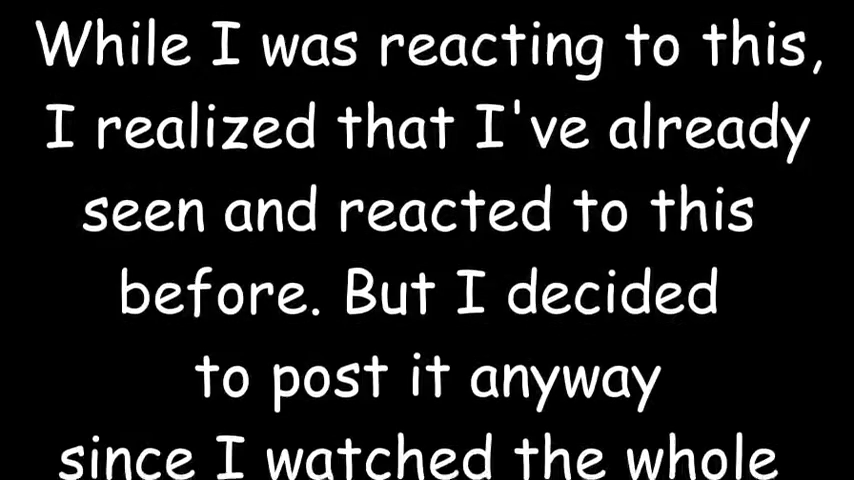 While I was reacting to this,
I realized that I've already
seen and reacted to this
before. But I decided
to post it anyway
since I watched the whole